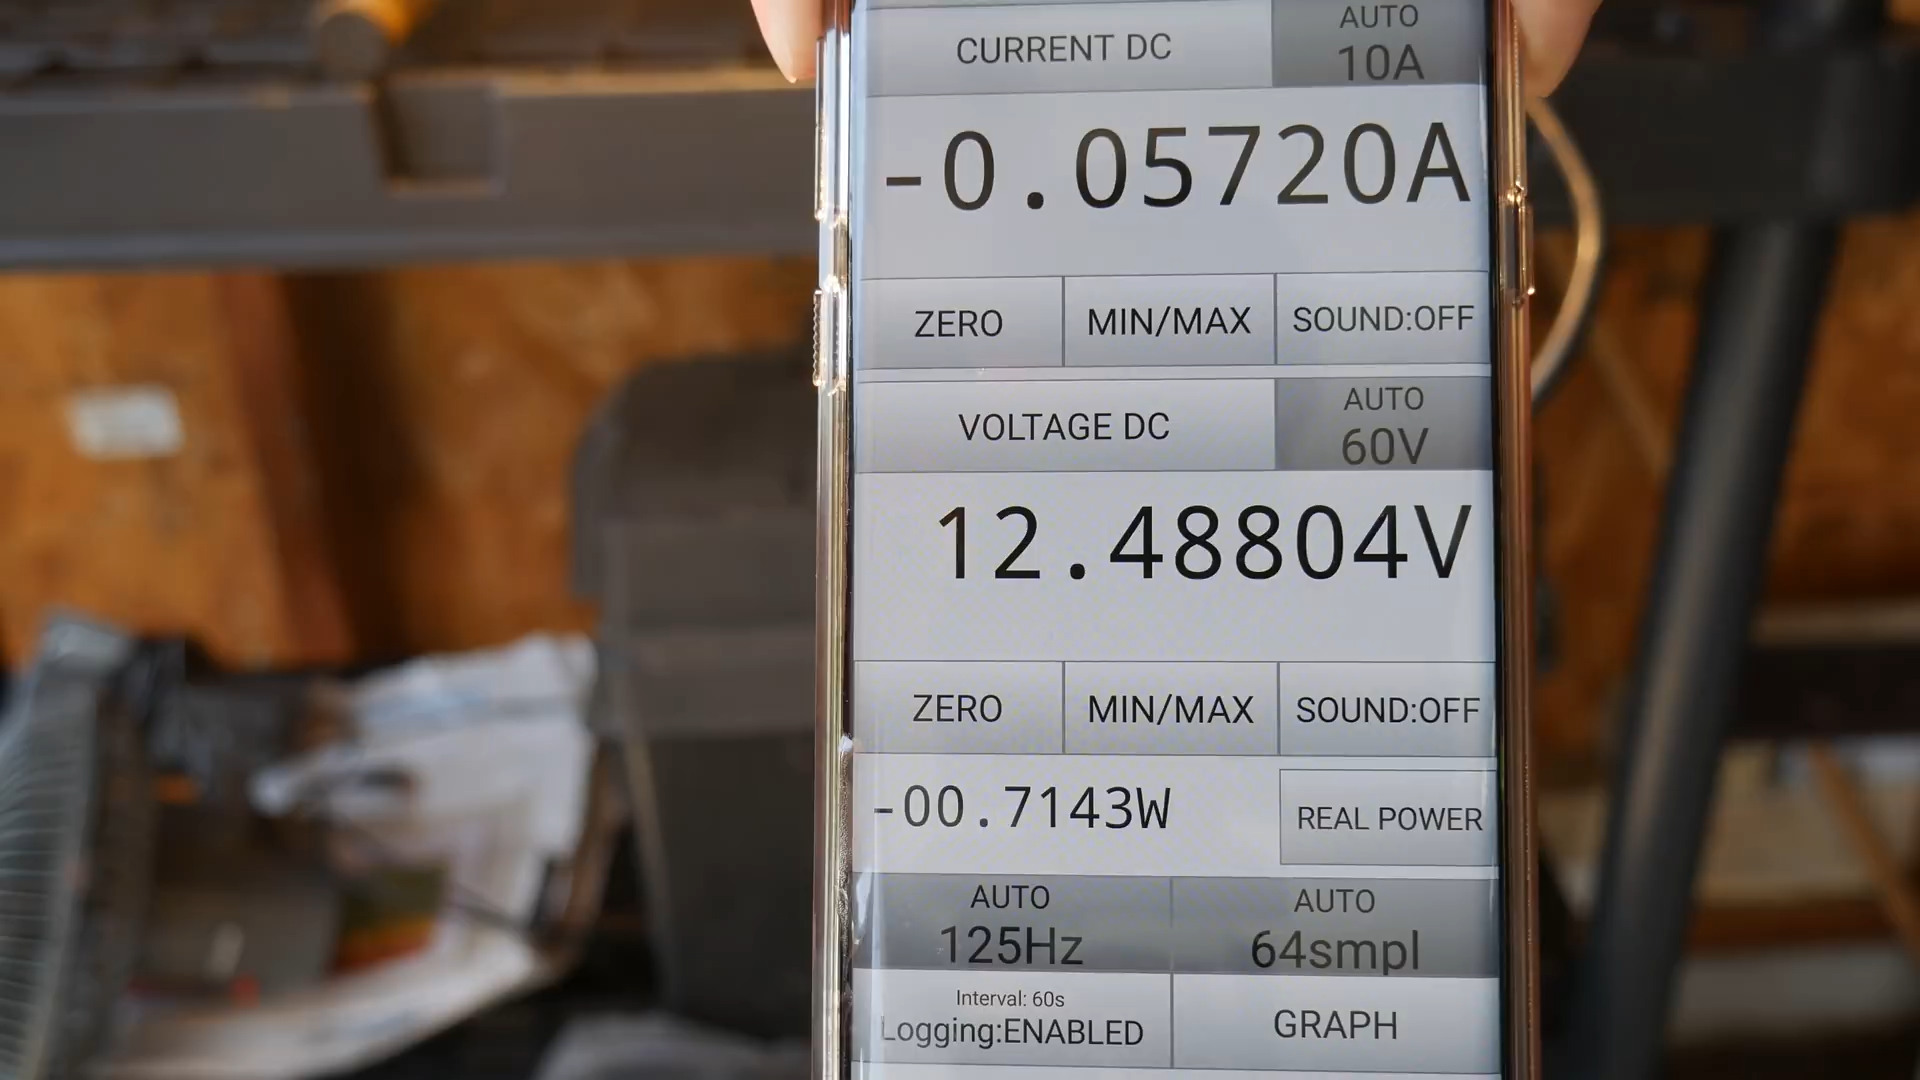 CURRENT DC
AUTO
10A
-0.05720A
ZERO
MIN/MAX
SOUND:OFF
VOLTAGE DC
AUTO
60V
12.48804V
ZERO
MIN/MAX
SOUND:OFF
-00.7143W
REAL POWER
AUTO
125Hz
AUTO
64smpl
Interval: 60s
Logging:ENABLED
GRAPH